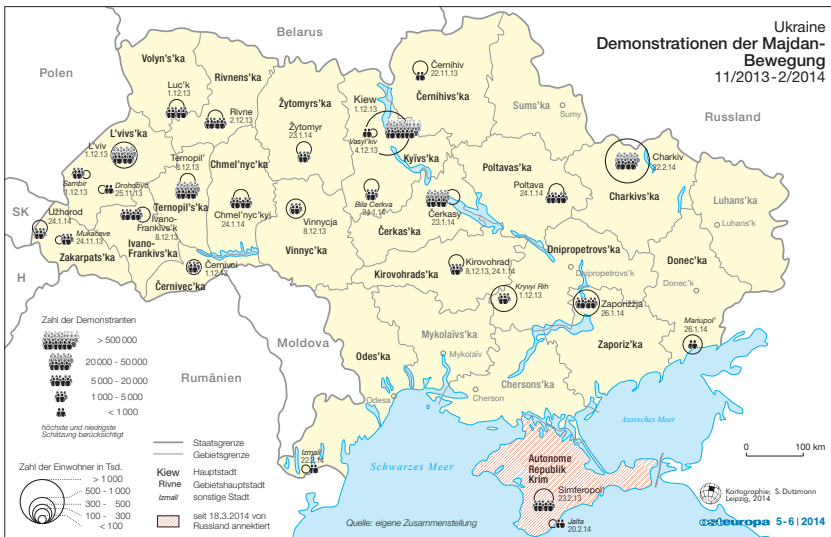 Ukraine
Demonstrationen der Majdan-
Bewegung
11/2013-2/2014
Belarus
Polen
Russland
SK
H
Moldova
Rumänien
Volyns'ka
Luc'k
1.12.13
Rivnens'ka
Rivne
2.12.13
Žytomyrs'ka
Žytomyr
23.1.14
Kiew
1.12.13
Vasyl'kiv
4.12.13
Černihiv
22.11.13
Černihivs'ka
Sums'ka
Sumy
L'vivs'ka
L'viv
1.12.13
Sambir
1.12.13
Drohobyč
25.11.13
Ternopil'
8.12.13
Ternopil's'ka
Chmel'nyc'ka
Chmel'nyc'kyi
24.1.14
Kyïvs'ka
Bila Cerkva
24.1.14
Poltavas'ka
Poltava
24.1.14
Charkiv
22.2.14
Charkivs'ka
Luhans'ka
Luhans'k
Užhorod
24.1.14
Mukačeve
24.11.13
Zakarpats'ka
Ivano-
Frankivs'k
8.12.13
Ivano-
Frankivs'ka
Černivci
1.12.13
Černivec'ka
Vinnycja
8.12.13
Vinnyc'ka
Čerkasy
23.1.14
Čerkas'ka
Kirovohrad
8.12.13, 24.1.14
Kirovohrads'ka
Kryvyi Rih
1.12.13
Dnipropetrovs'ka
Dnipropetrovs'k
Donec'ka
Donec'k
Zaporižžja
26.1.14
Zaporiz'ka
Mariupol'
26.1.14
Mykolaïvs'ka
Mykolaïv
Odes'ka
Odesa
Chersons'ka
Cherson
Izmail
22.2.14
Schwarzes Meer
Azovsches Meer
Autonome
Republik
Krim
Simferopol'
23.2.13
Jalta
20.2.14
Zahl der Demonstranten
> 500 000
20 000 - 50 000
5 000 - 20 000
1 000 - 5 000
< 1 000
höchste und niedrigste
Schätzung berücksichtigt
Zahl der Einwohner in Tsd.
> 1 000
500 - 1 000
300 - 500
100 - 300
< 100
Staatsgrenze
Gebietsgrenze
Kiew Hauptstadt
Rivne Gebietshauptstadt
Izmail sonstige Stadt
seit 18.3.2014 von
Russland annektiert
Quelle: eigene Zusammenstellung
0 100 km
Kartographie: S. Dutzmann
Leipzig, 2014
osteuropa 5-6 | 2014